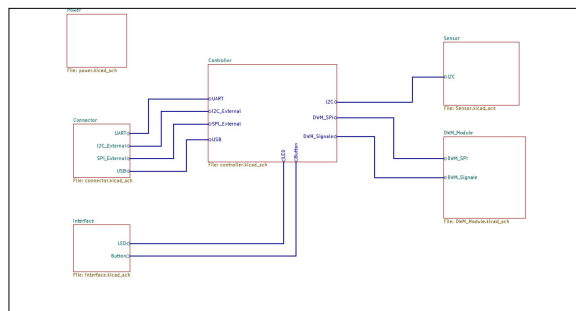 Power
File: power.kicad_sch
Controller
UART
I2C_External
SPI_External
USB
I2C
DWM_SPI
DWM_Signale
LED
Button
File: controller.kicad_sch
Sensor
I2C
File: Sensor.kicad_sch
Connector
UART
I2C_External
SPI_External
USB
File: connector.kicad_sch
DWM_Module
DWM_SPI
DWM_Signale
File: DWM_Module.kicad_sch
Interface
LED
Button
File: Interface.kicad_sch